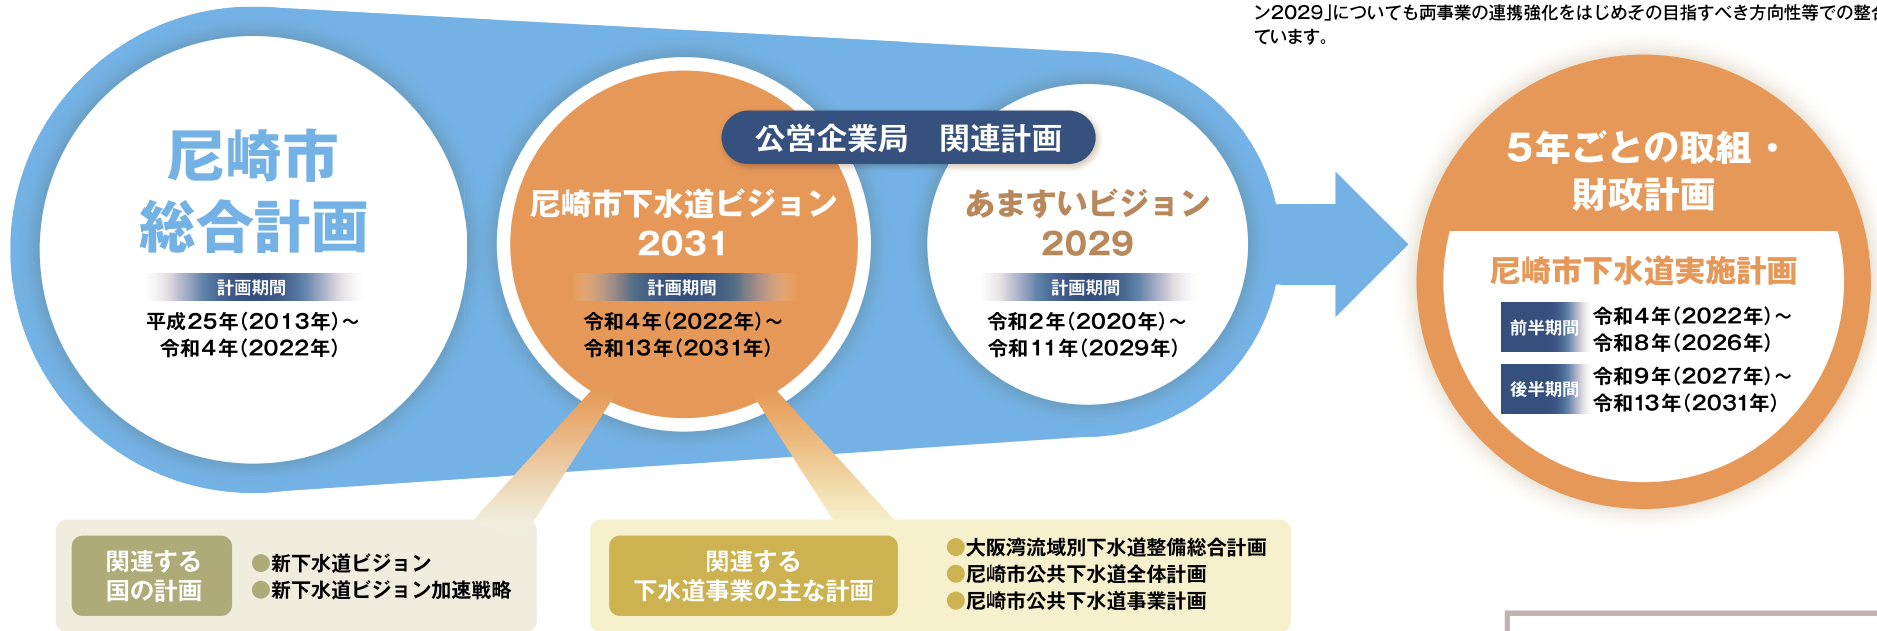 ン2029」についても両事業の連携強化をはじめその目指すべき方向性等での整
ています。
尼崎市
総合計画
計画期間
平成25年(2013年)～
令和4年(2022年)
公営企業局　関連計画
尼崎市下水道ビジョン
2031
計画期間
令和4年(2022年)～
令和13年(2031年)
あますいビジョン
2029
計画期間
令和2年(2020年)～
令和11年(2029年)
5年ごとの取組・
財政計画
尼崎市下水道実施計画
前半期間
令和4年(2022年)～
令和8年(2026年)
後半期間
令和9年(2027年)～
令和13年(2031年)
関連する
国の計画
●新下水道ビジョン
●新下水道ビジョン加速戦略
関連する
下水道事業の主な計画
●大阪湾流域別下水道整備総合計画
●尼崎市公共下水道全体計画
●尼崎市公共下水道事業計画